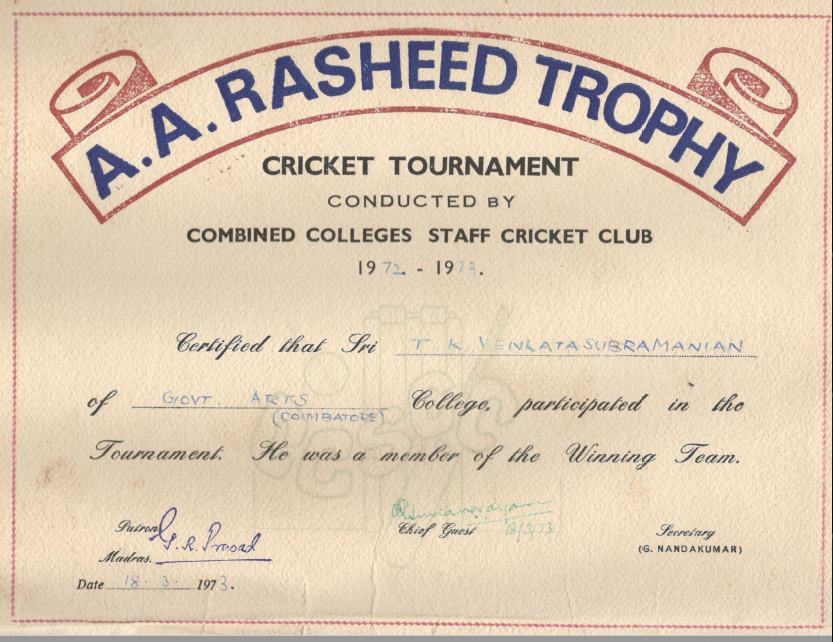 A.A. RASHEED TROPHY
CRICKET TOURNAMENT
CONDUCTED BY
COMBINED COLLEGES STAFF CRICKET CLUB
1972 - 1973.
Certified that Sri T. K VENKATASUBRAMANIAN
of GOVT. ARTS College, participated in the
(COIMBATORE)
Tournament. He was a member of the Winning Team.
Patron G. R. Prasad
Chief Guest 18/3/73
Secretary
Madras.
(G. NANDAKUMAR)
Date 18. 3. 1973.